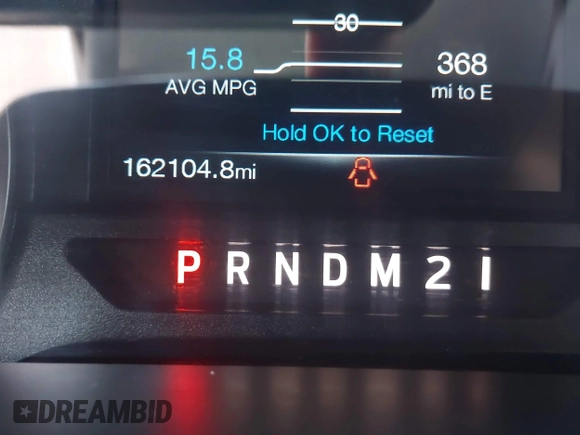 30
15.8
AVG MPG
368
mi to E
Hold OK to Reset
162104.8mi
P R N D M 2 1
DREAMBID